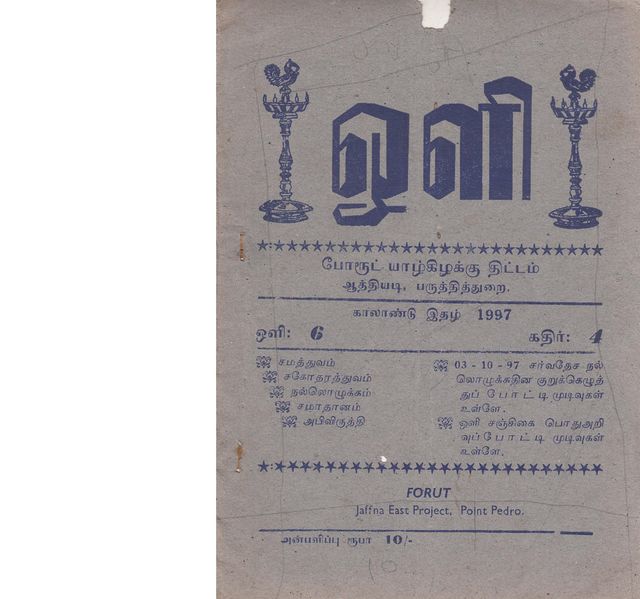 ஒளி
போரூட் யாழ்கிழக்கு திட்டம்
ஆத்தியடி, பருத்தித்துறை.
காலாண்டு இதழ் 1997
ஒளி: 6 கதிர்: 4
சமத்துவம்
சகோதரத்துவம்
நல்லொழுக்கம்
சமாதானம்
அபிவிருத்தி
03 - 10 - 97 சர்வதேச நல்
லொழுக்கதின குறுக்கெழுத்
துப் போட்டி முடிவுகள்
உள்ளே.
ஒளி சஞ்சிகை பொதுஅறி
வுப் போட்டி முடிவுகள்
உள்ளே.
FORUT
Jaffna East Project, Point Pedro.
அன்பளிப்பு ரூபா 10/-
10